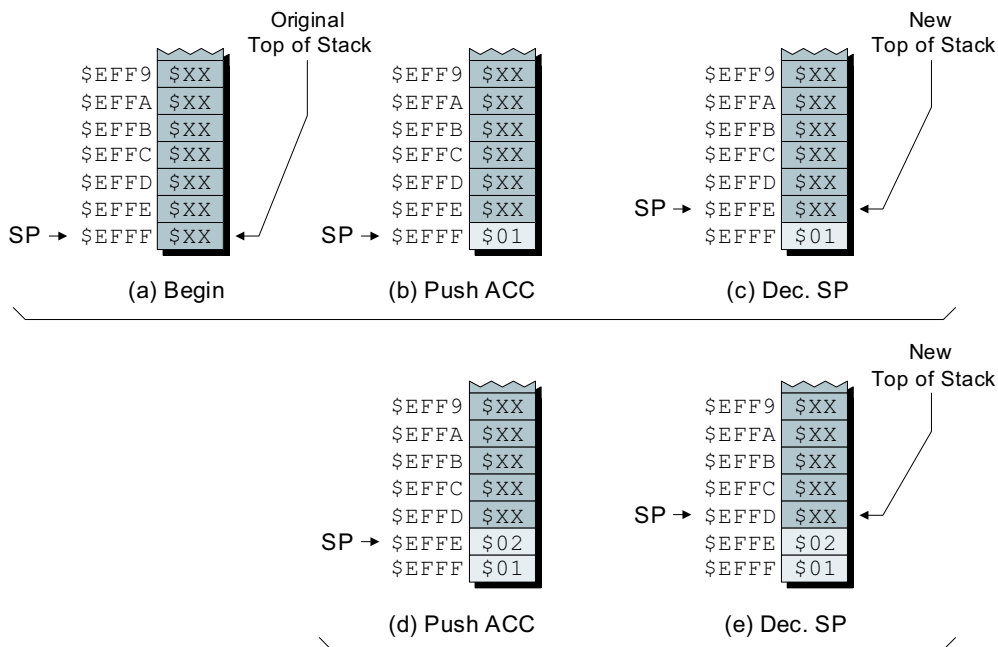 Original
Top of Stack
New
Top of Stack
$EFF9 $XX
$EFFA $XX
$EFFB $XX
$EFFC $XX
$EFFD $XX
$EFFE $XX
SP $EFFF $XX
(a) Begin
$EFF9 $XX
$EFFA $XX
$EFFB $XX
$EFFC $XX
$EFFD $XX
$EFFE $XX
SP $EFFF $01
(b) Push ACC
$EFF9 $XX
$EFFA $XX
$EFFB $XX
$EFFC $XX
$EFFD $XX
SP $EFFE $XX
$EFFF $01
(c) Dec. SP
New
Top of Stack
$EFF9 $XX
$EFFA $XX
$EFFB $XX
$EFFC $XX
$EFFD $XX
SP $EFFE $02
$EFFF $01
(d) Push ACC
$EFF9 $XX
$EFFA $XX
$EFFB $XX
$EFFC $XX
SP $EFFD $XX
$EFFE $02
$EFFF $01
(e) Dec. SP